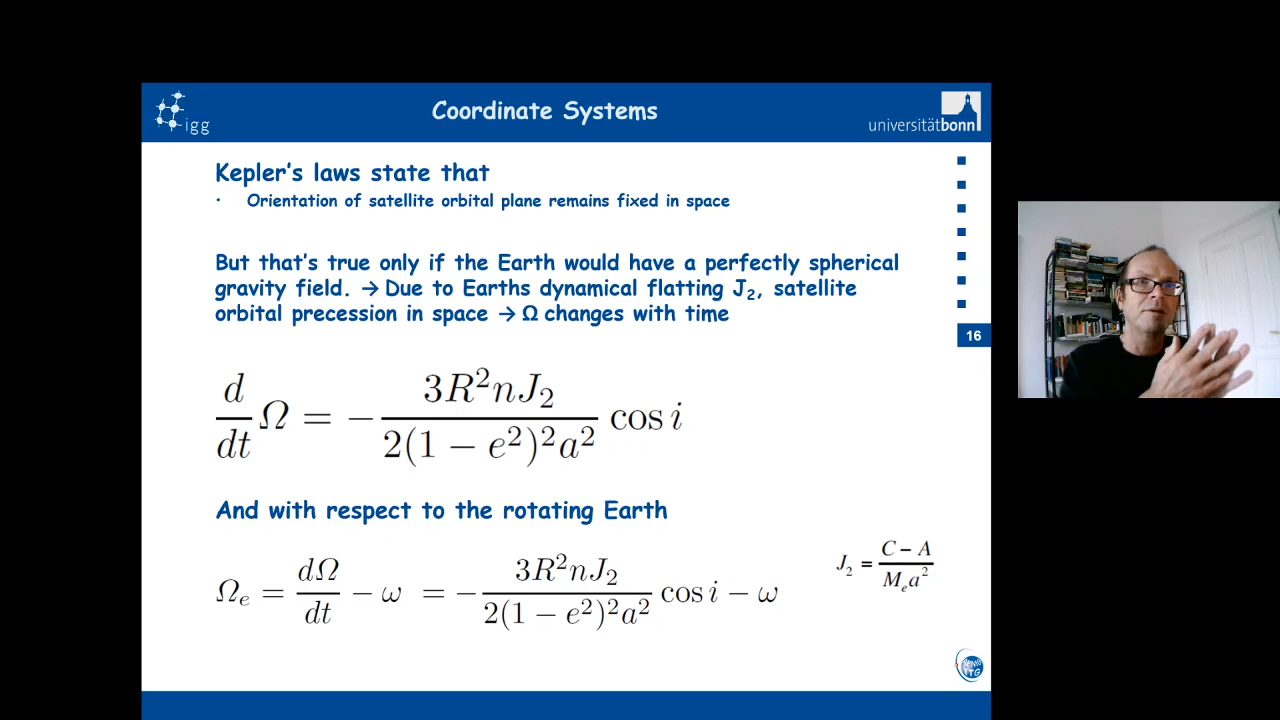 igg
Coordinate Systems
universitätbonn
Kepler's laws state that
• Orientation of satellite orbital plane remains fixed in space
But that's true only if the Earth would have a perfectly spherical
gravity field. → Due to Earths dynamical flatting J₂, satellite
orbital precession in space → Ω changes with time
16
d/dt Ω = − 3R²nJ₂ / 2(1 − e²)²a² cos i
And with respect to the rotating Earth
Ωₑ = dΩ/dt − ω = − 3R²nJ₂ / 2(1 − e²)²a² cos i − ω
J₂ = C − A / Mₑa²